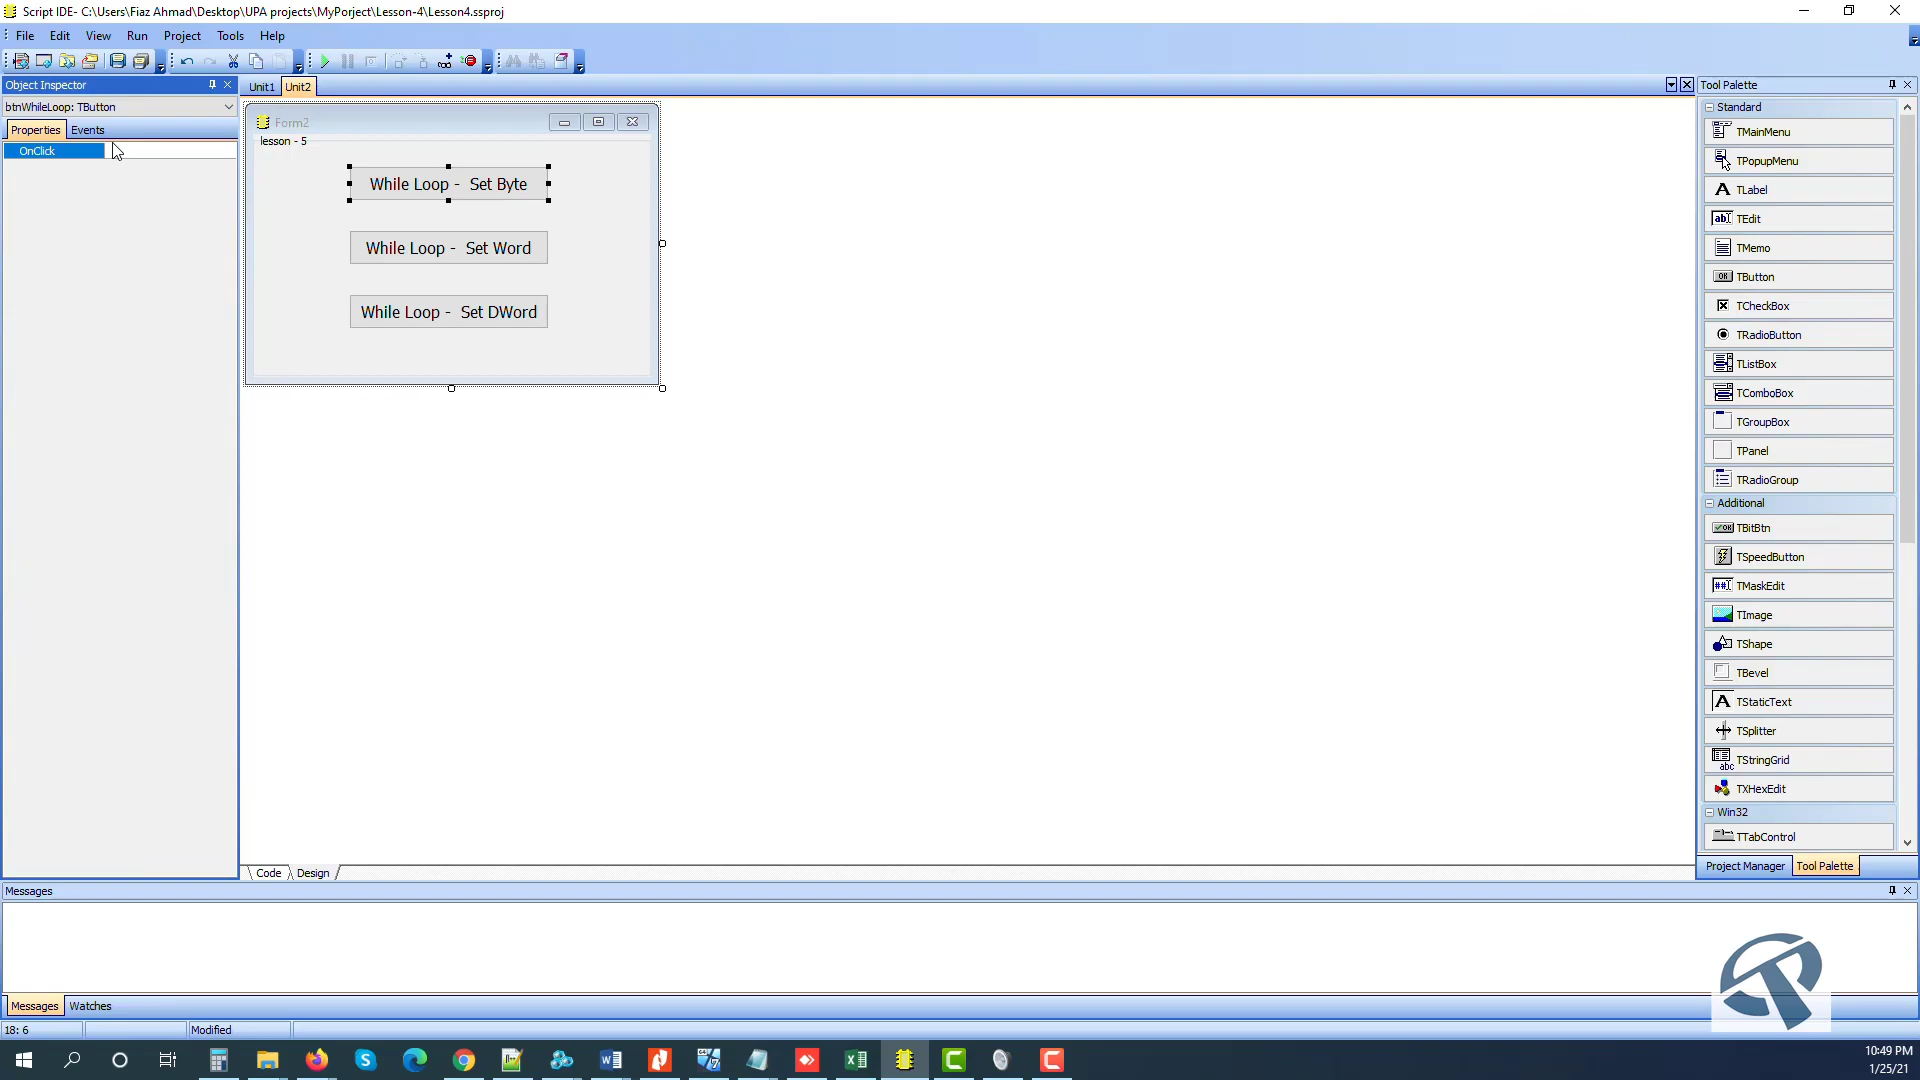 Script IDE- C:\Users\Fiaz Ahmad\Desktop\UPA projects\MyPorject\Lesson-4\Lesson4.ssproj
File Edit View Run Project Tools Help
Object Inspector
btnWhileLoop: TButton
Properties Events
OnClick
Unit1 Unit2
Form2
lesson - 5
While Loop - Set Byte
While Loop - Set Word
While Loop - Set DWord
Code Design
Tool Palette
Standard
TMainMenu
TPopupMenu
TLabel
TEdit
TMemo
TButton
TCheckBox
TRadioButton
TListBox
TComboBox
TGroupBox
TPanel
TRadioGroup
Additional
TBitBtn
TSpeedButton
TMaskEdit
TImage
TShape
TBevel
TStaticText
TSplitter
TStringGrid
TXHexEdit
Win32
TTabControl
Project Manager Tool Palette
Messages
Messages Watches
18: 6
Modified
10:49 PM
1/25/21